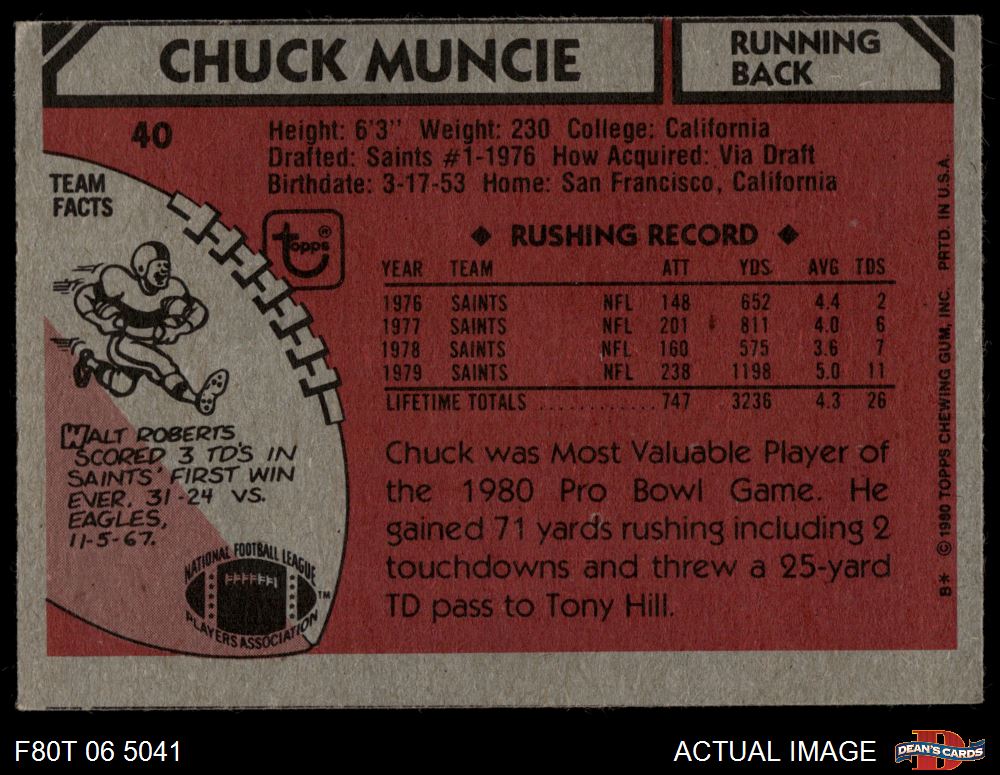 CHUCK MUNCIE
RUNNING
BACK
40
Height: 6'3" Weight: 230 College: California
Drafted: Saints #1-1976 How Acquired: Via Draft
Birthdate: 3-17-53 Home: San Francisco, California
TEAM
FACTS
topps®
◆ RUSHING RECORD ◆
YEAR TEAM ATT YDS AVG TDS
1976 SAINTS NFL 148 652 4.4 2
1977 SAINTS NFL 201 811 4.0 6
1978 SAINTS NFL 160 575 3.6 7
1979 SAINTS NFL 238 1198 5.0 11
LIFETIME TOTALS ............ 747 3236 4.3 26
WALT ROBERTS
SCORED 3 TD'S IN
SAINTS' FIRST WIN
EVER, 31-24 VS.
EAGLES,
11-5-67.
NATIONAL FOOTBALL LEAGUE
PLAYERS ASSOCIATION™
Chuck was Most Valuable Player of
the 1980 Pro Bowl Game. He
gained 71 yards rushing including 2
touchdowns and threw a 25-yard
TD pass to Tony Hill.
B* © 1980 TOPPS CHEWING GUM, INC. PRTD. IN U.S.A.
F80T 06 5041
ACTUAL IMAGE
DEAN'S CARDS